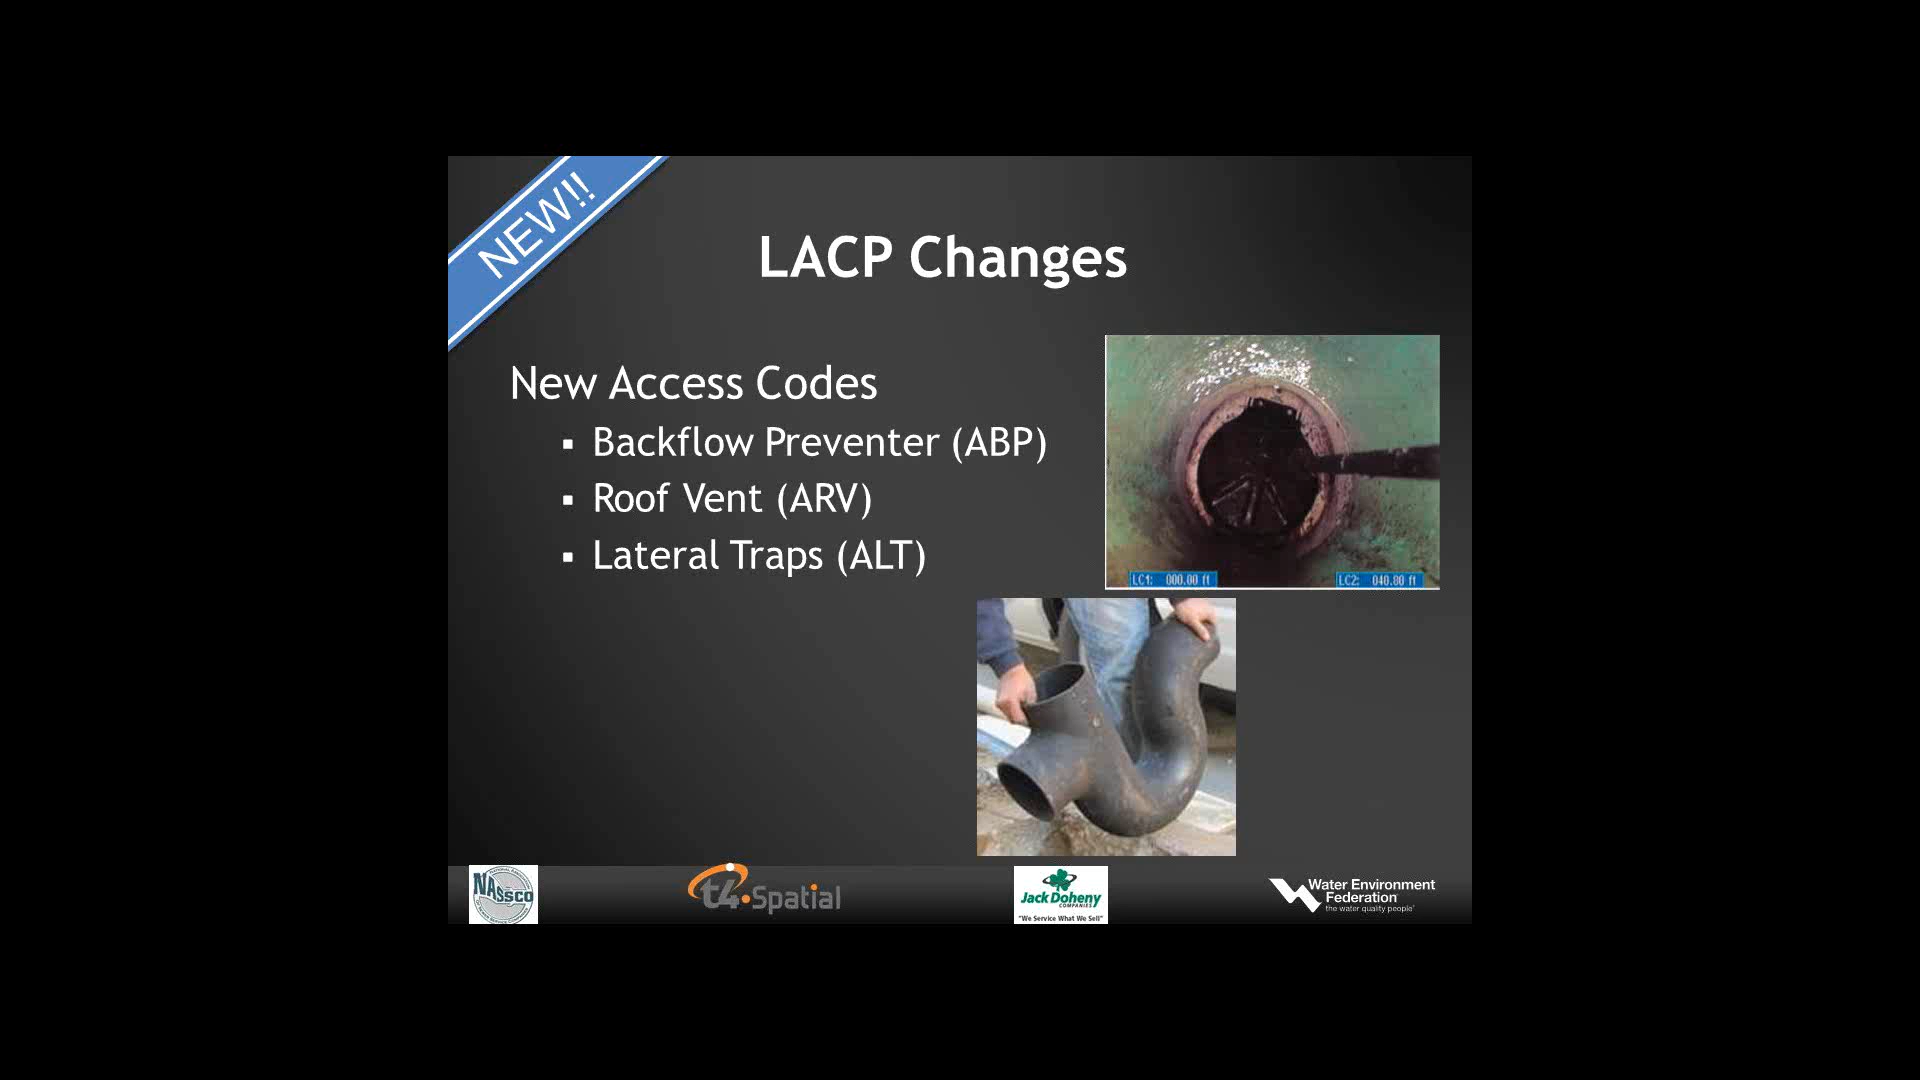 NEW!!
LACP Changes
New Access Codes
▪ Backflow Preventer (ABP)
▪ Roof Vent (ARV)
▪ Lateral Traps (ALT)
LC1: 000.00 ft
LC2: 040.80 ft
NASSCO
t4 Spatial
Jack Doheny
COMPANIES
"We Service What We Sell"
Water Environment
Federation
the water quality people